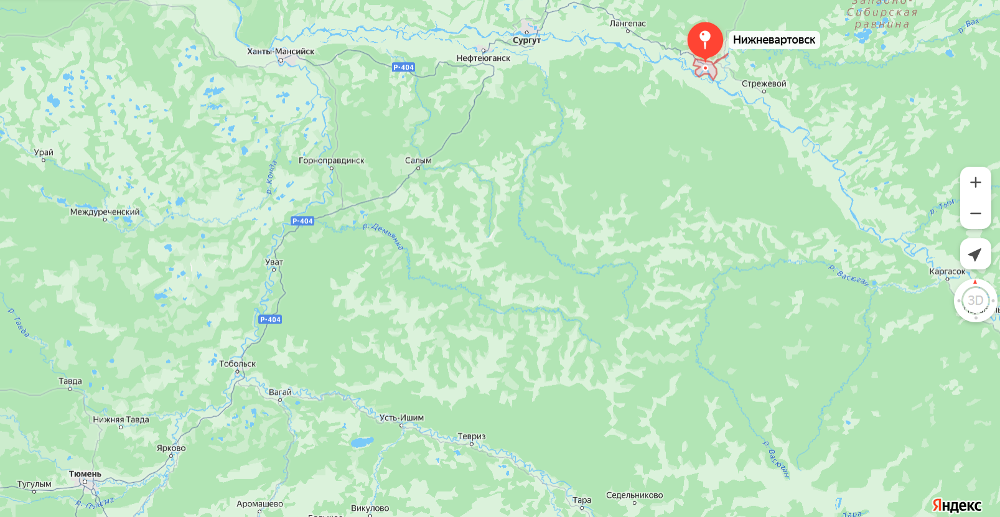 Западно-
Сибирская
равнина
р. Вах
Лангепас
Сургут
Нижневартовск
Ханты-Мансийск
Нефтеюганск
Р-404
Стрежевой
Урай
Горноправдинск
Салым
р. Конда
Междуреченский
Р-404
р. Демьянка
р. Тым
Уват
Каргасок
р. Васюган
3D
р. Тавда
Р-404
Тобольск
Тавда
Вагай
Нижняя Тавда
Усть-Ишим
Тевриз
Ярково
р. Васюган
Тюмень
Тугулым
р. Пышма
Аромашево
Викулово
Тара
Седельниково
Яндекс
Тара